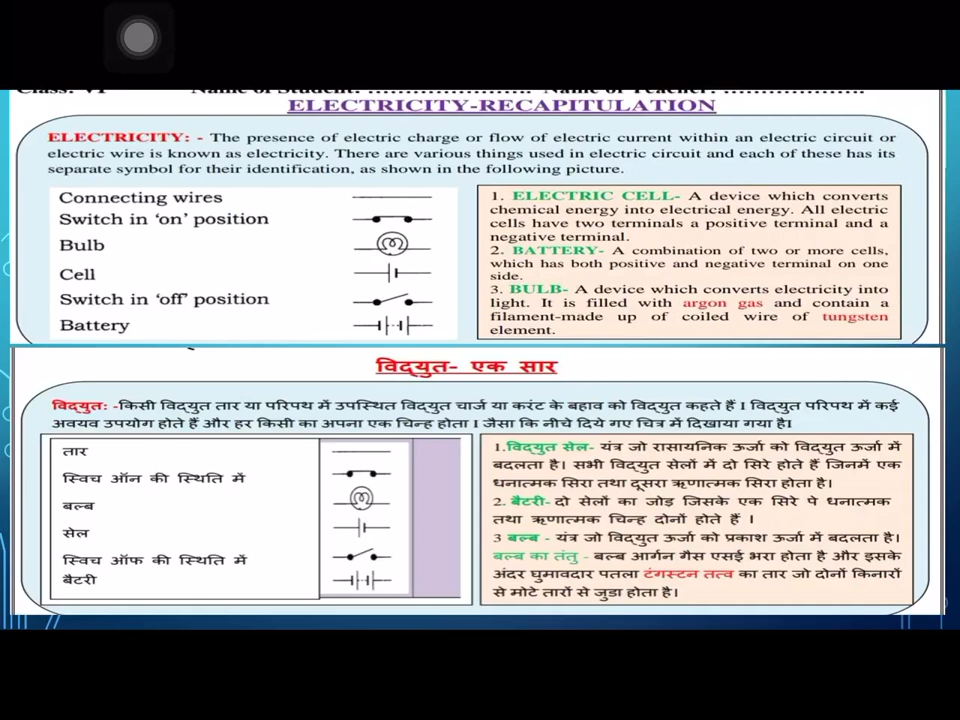 Class: VI Name of Student: ........................ Name of Teacher: ......................
ELECTRICITY-RECAPITULATION
ELECTRICITY: - The presence of electric charge or flow of electric current within an electric circuit or
electric wire is known as electricity. There are various things used in electric circuit and each of these has its
separate symbol for their identification, as shown in the following picture.
Connecting wires
Switch in ‘on’ position
Bulb
Cell
Switch in ‘off’ position
Battery
1. ELECTRIC CELL- A device which converts
chemical energy into electrical energy. All electric
cells have two terminals a positive terminal and a
negative terminal.
2. BATTERY- A combination of two or more cells,
which has both positive and negative terminal on one
side.
3. BULB- A device which converts electricity into
light. It is filled with argon gas and contain a
filament-made up of coiled wire of tungsten
element.
विद्युत- एक सार
विद्युत: -किसी विद्युत तार या परिपथ में उपस्थित विद्युत चार्ज या करंट के बहाव को विद्युत कहते हैं I विद्युत परिपथ में कई
अवयव उपयोग होते हैं और हर किसी का अपना एक चिन्ह होता I जैसा कि नीचे दिये गए चित्र में दिखाया गया हैI
तार
स्विच ऑन की स्थिति में
बल्ब
सेल
स्विच ऑफ की स्थिति में
बैटरी
1.विद्युत सेल- यंत्र जो रासायनिक ऊर्जा को विद्युत ऊर्जा में
बदलता है। सभी विद्युत सेलों में दो सिरे होते हैं जिनमें एक
धनात्मक सिरा तथा दूसरा ऋणात्मक सिरा होता है।
2. बैटरी- दो सेलों का जोड़ जिसके एक सिरे पे धनात्मक
तथा ऋणात्मक चिन्ह दोनों होते हैं ।
3 बल्ब - यंत्र जो विद्युत ऊर्जा को प्रकाश ऊर्जा में बदलता है।
बल्ब का तंतु - बल्ब आर्गन गैस एसई भरा होता है और इसके
अंदर घुमावदार पतला टंगस्टन तत्व का तार जो दोनों किनारों
से मोटे तारों से जुडा होता है।